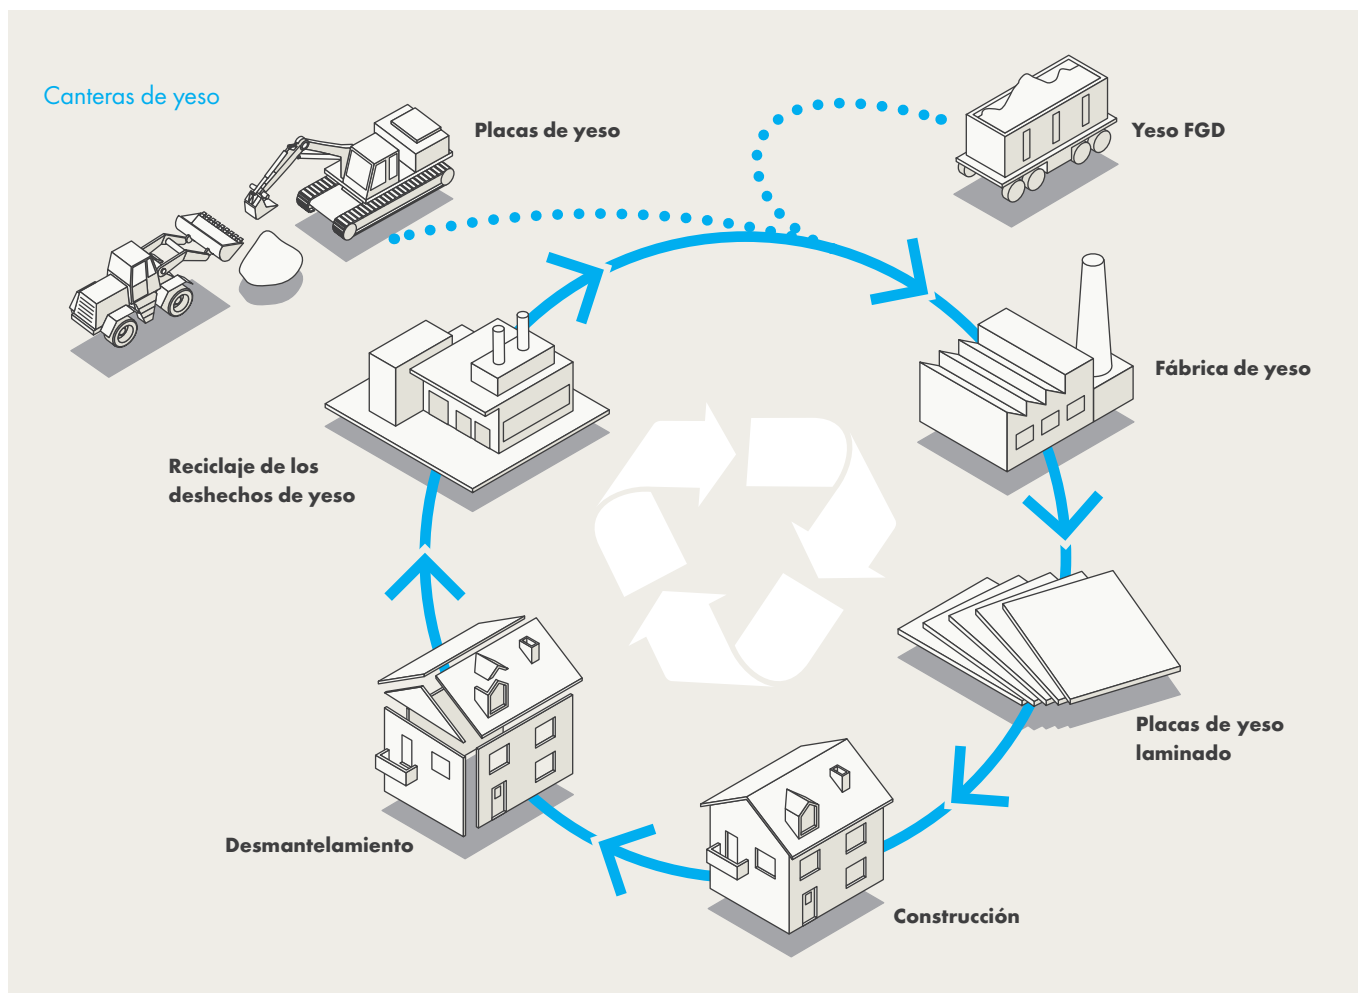 Canteras de yeso
Placas de yeso
Yeso FGD
Fábrica de yeso
Reciclaje de los
deshechos de yeso
Placas de yeso
laminado
Desmantelamiento
Construcción